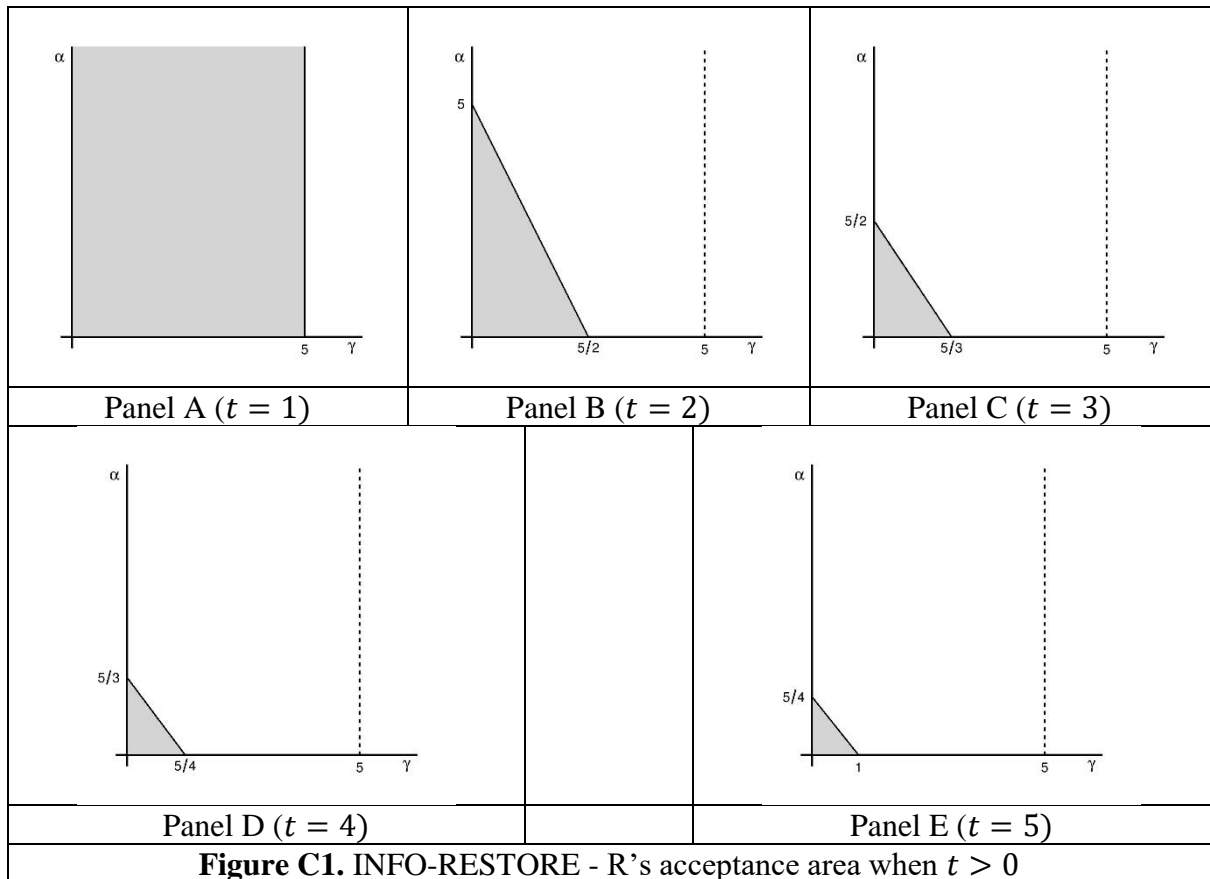 α
5 γ
α
5
5/2 5 γ
α
5/2
5/3 5 γ
Panel A (𝑡 = 1) Panel B (𝑡 = 2) Panel C (𝑡 = 3)
α
5/3
5/4 5 γ
α
5/4
1 5 γ
Panel D (𝑡 = 4) Panel E (𝑡 = 5)
Figure C1. INFO-RESTORE - R’s acceptance area when 𝑡 > 0